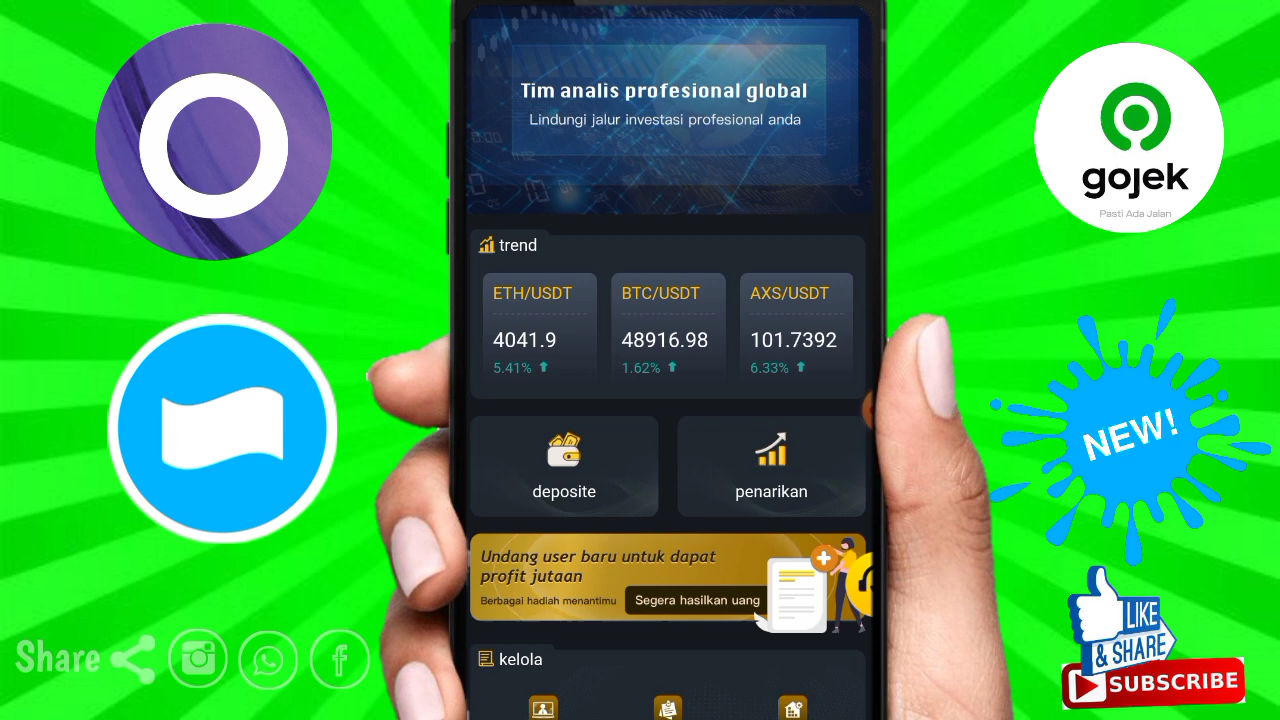 Tim analis profesional global
Lindungi jalur investasi profesional anda
trend
ETH/USDT
4041.9
5.41%
BTC/USDT
48916.98
1.62%
AXS/USDT
101.7392
6.33%
deposite
penarikan
Undang user baru untuk dapat
profit jutaan
Berbagai hadiah menantimu
Segera hasilkan uang
kelola
gojek
Pasti Ada Jalan
NEW!
LIKE
& SHARE
SUBSCRIBE
Share